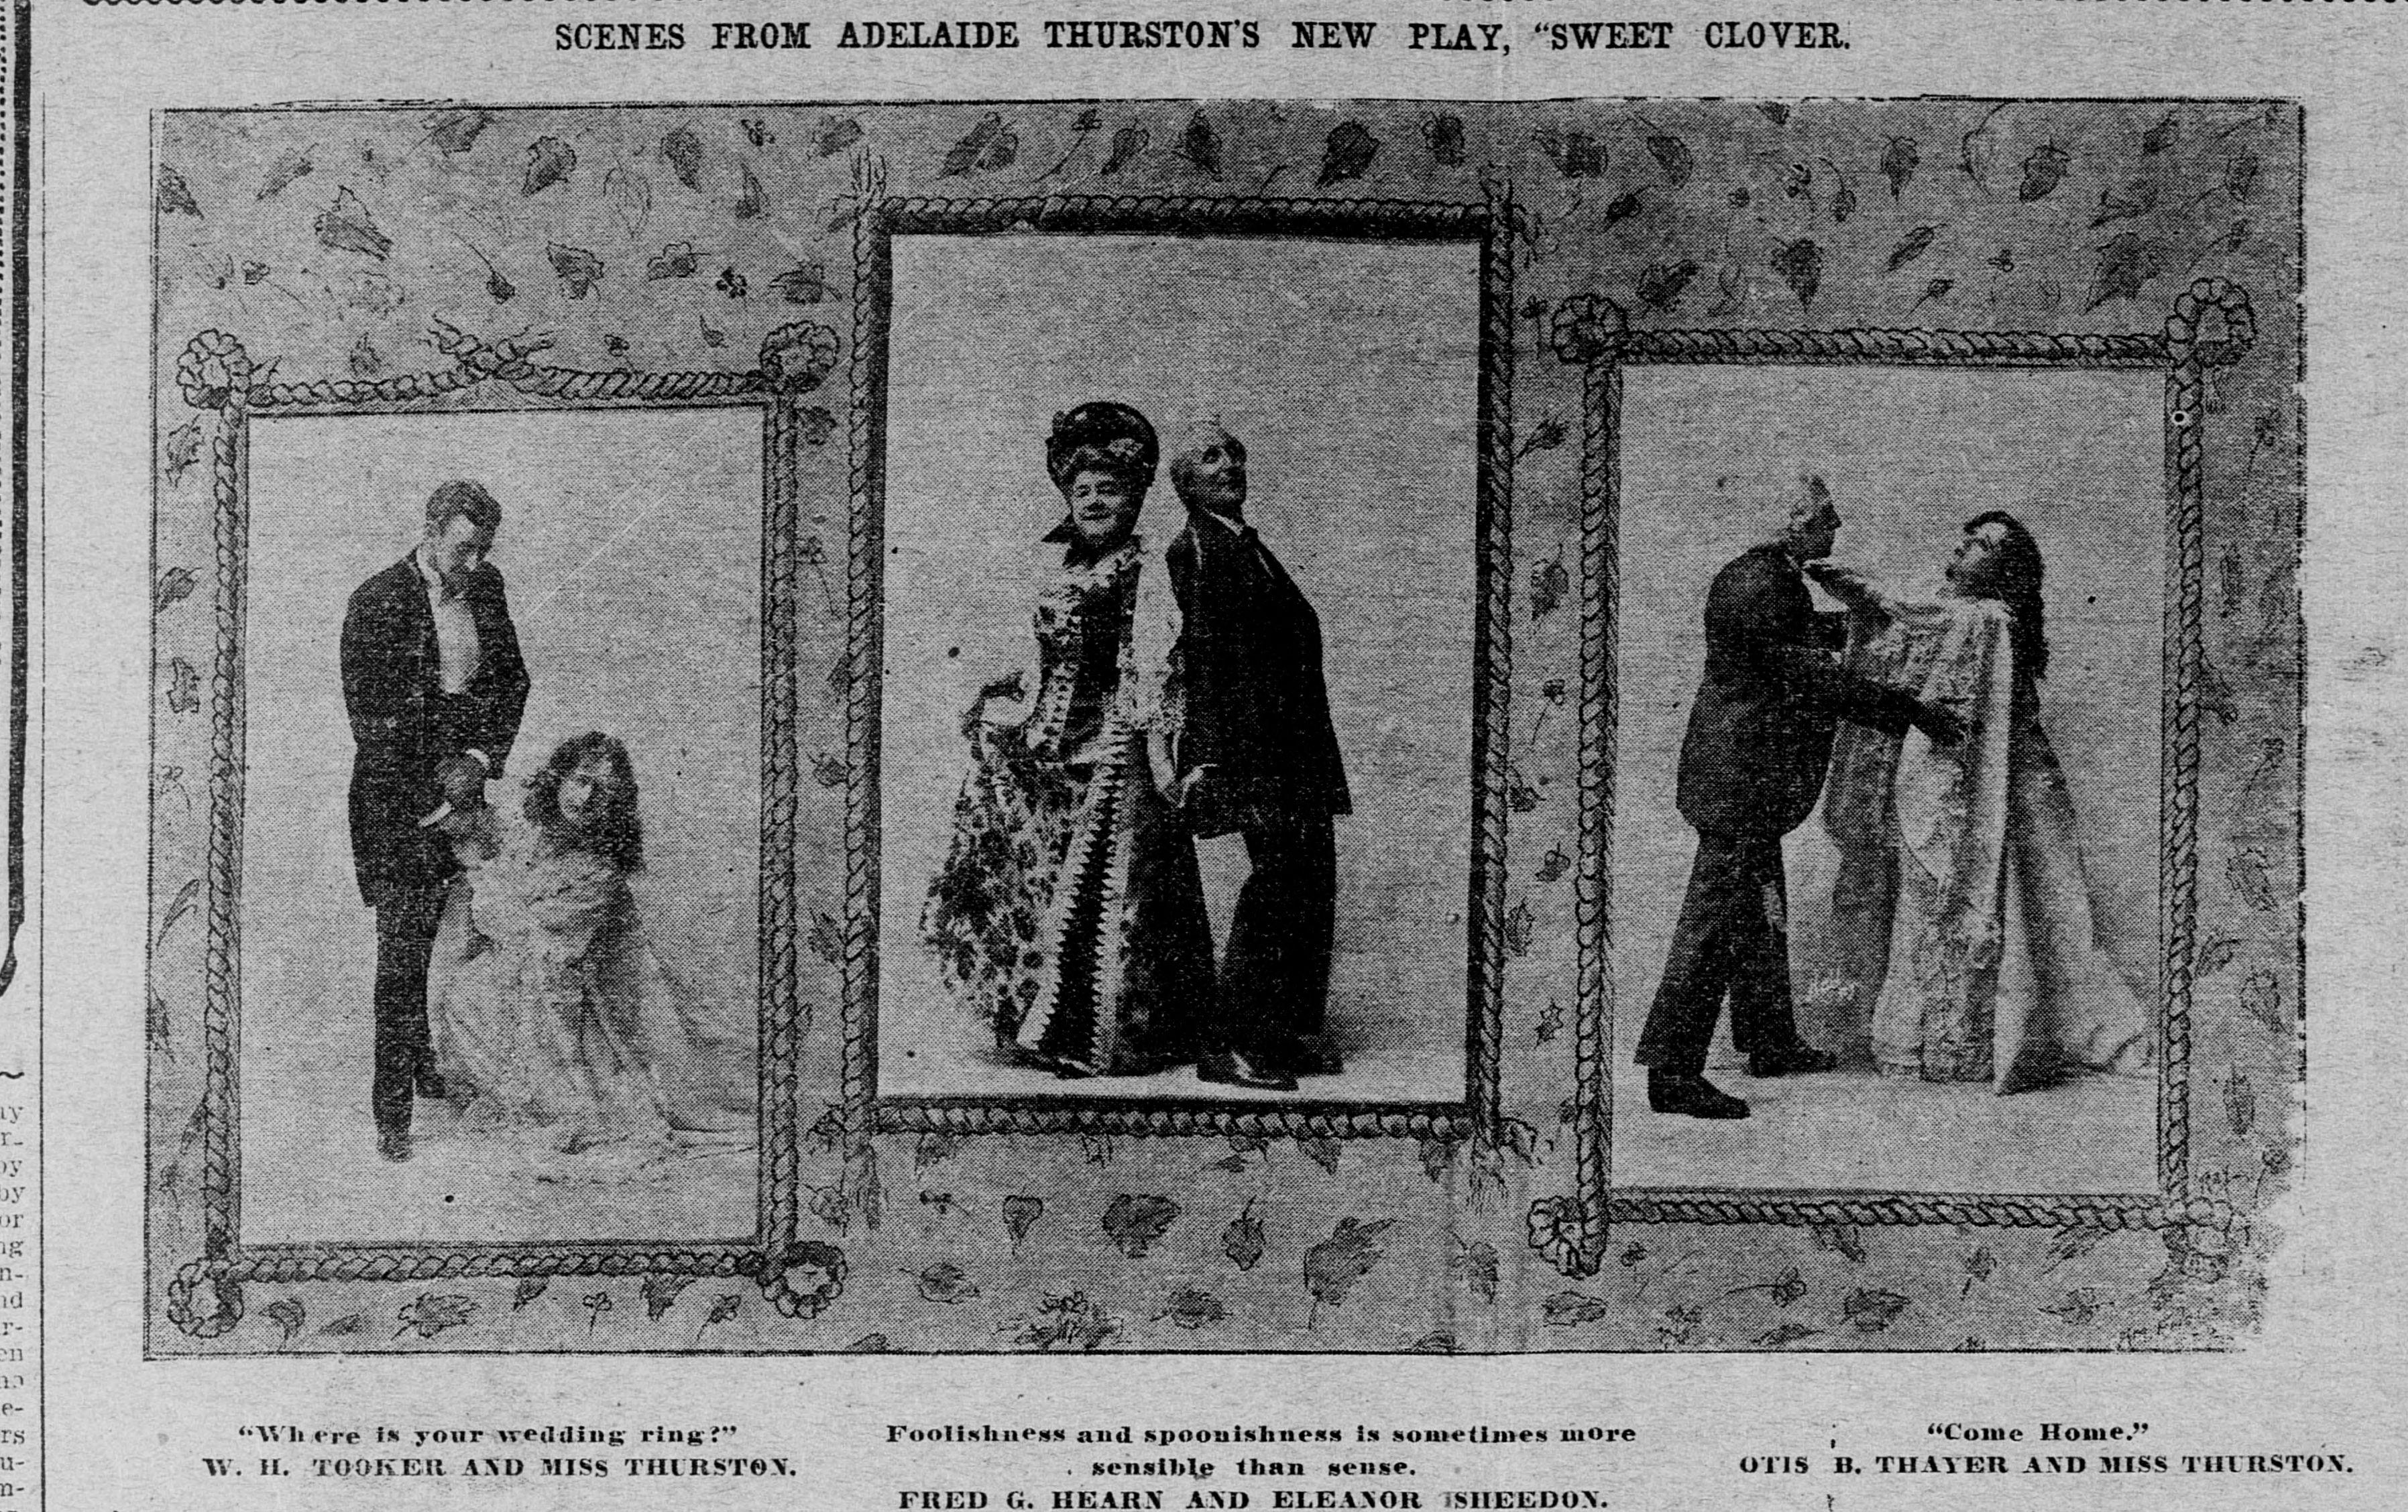 SCENES FROM ADELAIDE THURSTON'S NEW PLAY, "SWEET CLOVER.
"Where is your wedding ring?"
W. H. TOOKER AND MISS THURSTON.
Foolishness and spoonishness is sometimes more
sensible than sense.
FRED G. HEARN AND ELEANOR SHEEDON.
"Come Home."
OTIS B. THAYER AND MISS THURSTON.